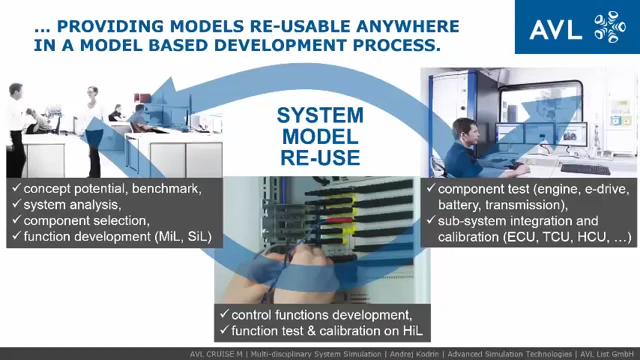 ... PROVIDING MODELS RE-USABLE ANYWHERE
IN A MODEL BASED DEVELOPMENT PROCESS.
AVL
SYSTEM
MODEL
RE-USE
✓ concept potential, benchmark,
✓ system analysis,
✓ component selection,
✓ function development (MiL, SiL)
✓ component test (engine, e-drive,
battery, transmission),
✓ sub-system integration and
calibration (ECU, TCU, HCU, ...)
✓ control functions development,
✓ function test & calibration on HiL
AVL CRUISE M | Multi-disciplinary System Simulation | Andrej Kodrin | Advanced Simulation Technologies | AVL List GmbH